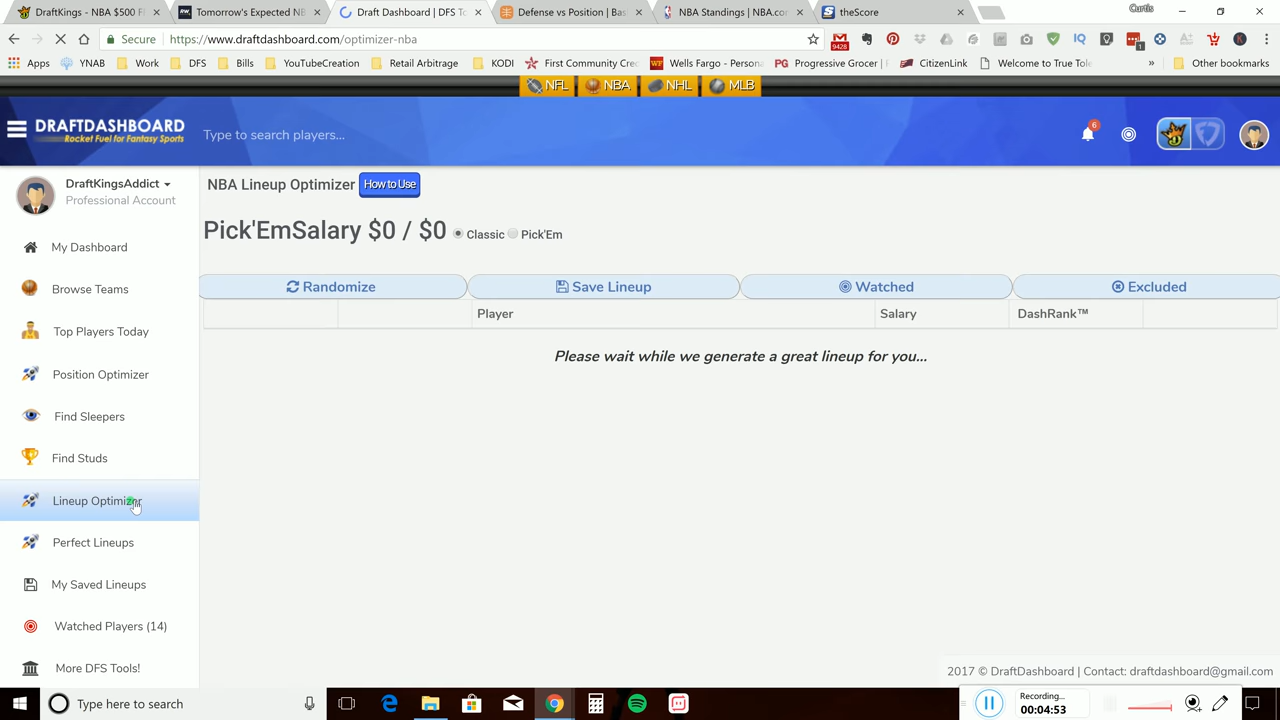 Curtis
DraftKings - NBA $500 F
Tomorrow's Expected NB
Draft Dashboard | DFS To
Defense vs Position | Bas
NBA Standings | NBA.co
theScore
Secure
https://www.draftdashboard.com/optimizer-nba
9428
1
Apps
YNAB
Work
DFS
Bills
YouTubeCreation
Retail Arbitrage
KODI
First Community Cre
Wells Fargo - Persona
Progressive Grocer |
CitizenLink
Welcome to True Tole
»
Other bookmarks
NFL
NBA
NHL
MLB
DRAFTDASHBOARD
Rocket Fuel for Fantasy Sports
Type to search players...
6
DraftKingsAddict
Professional Account
NBA Lineup Optimizer
How to Use
Pick'EmSalary $0 / $0
Classic
Pick'Em
My Dashboard
Browse Teams
Top Players Today
Position Optimizer
Find Sleepers
Find Studs
Lineup Optimizer
Perfect Lineups
My Saved Lineups
Watched Players (14)
More DFS Tools!
Randomize
Save Lineup
Watched
Excluded
Player
Salary
DashRank™
Please wait while we generate a great lineup for you...
2017 © DraftDashboard | Contact: draftdashboard@gmail.com
Type here to search
Recording...
00:04:53